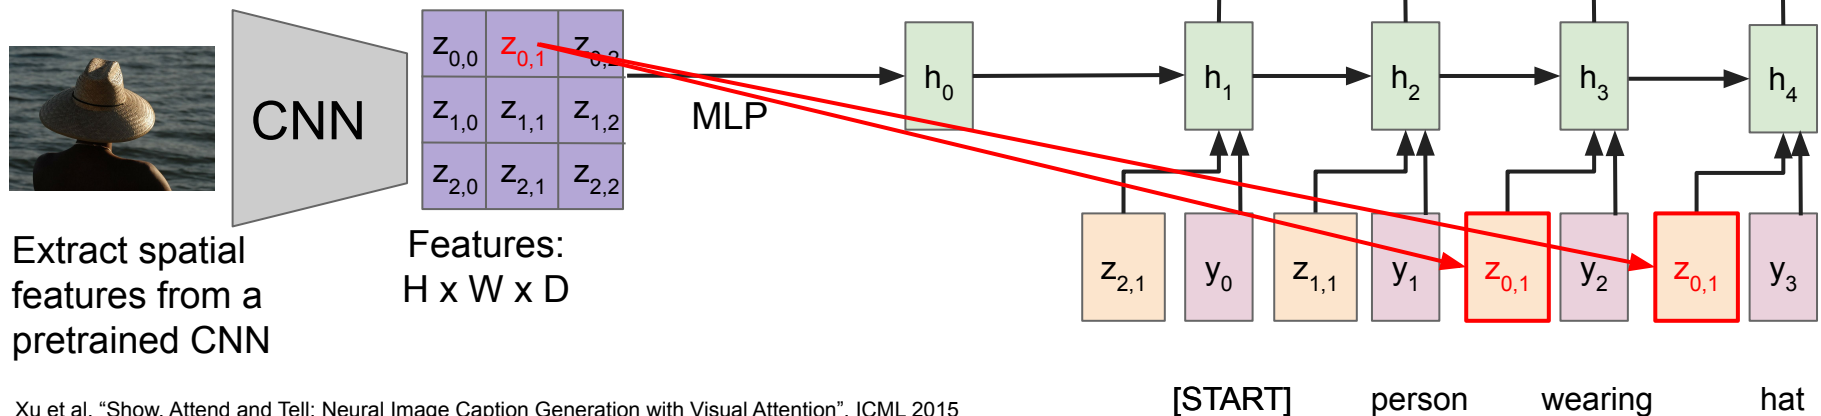 z0,0 z0,1 z0,2
z1,0 z1,1 z1,2
z2,0 z2,1 z2,2
CNN
MLP
h0 h1 h2 h3 h4
z2,1 y0 z1,1 y1 z0,1 y2 z0,1 y3
Extract spatial
features from a
pretrained CNN
Features:
H x W x D
[START] person wearing hat
Xu et al. “Show, Attend and Tell: Neural Image Caption Generation with Visual Attention”, ICML 2015